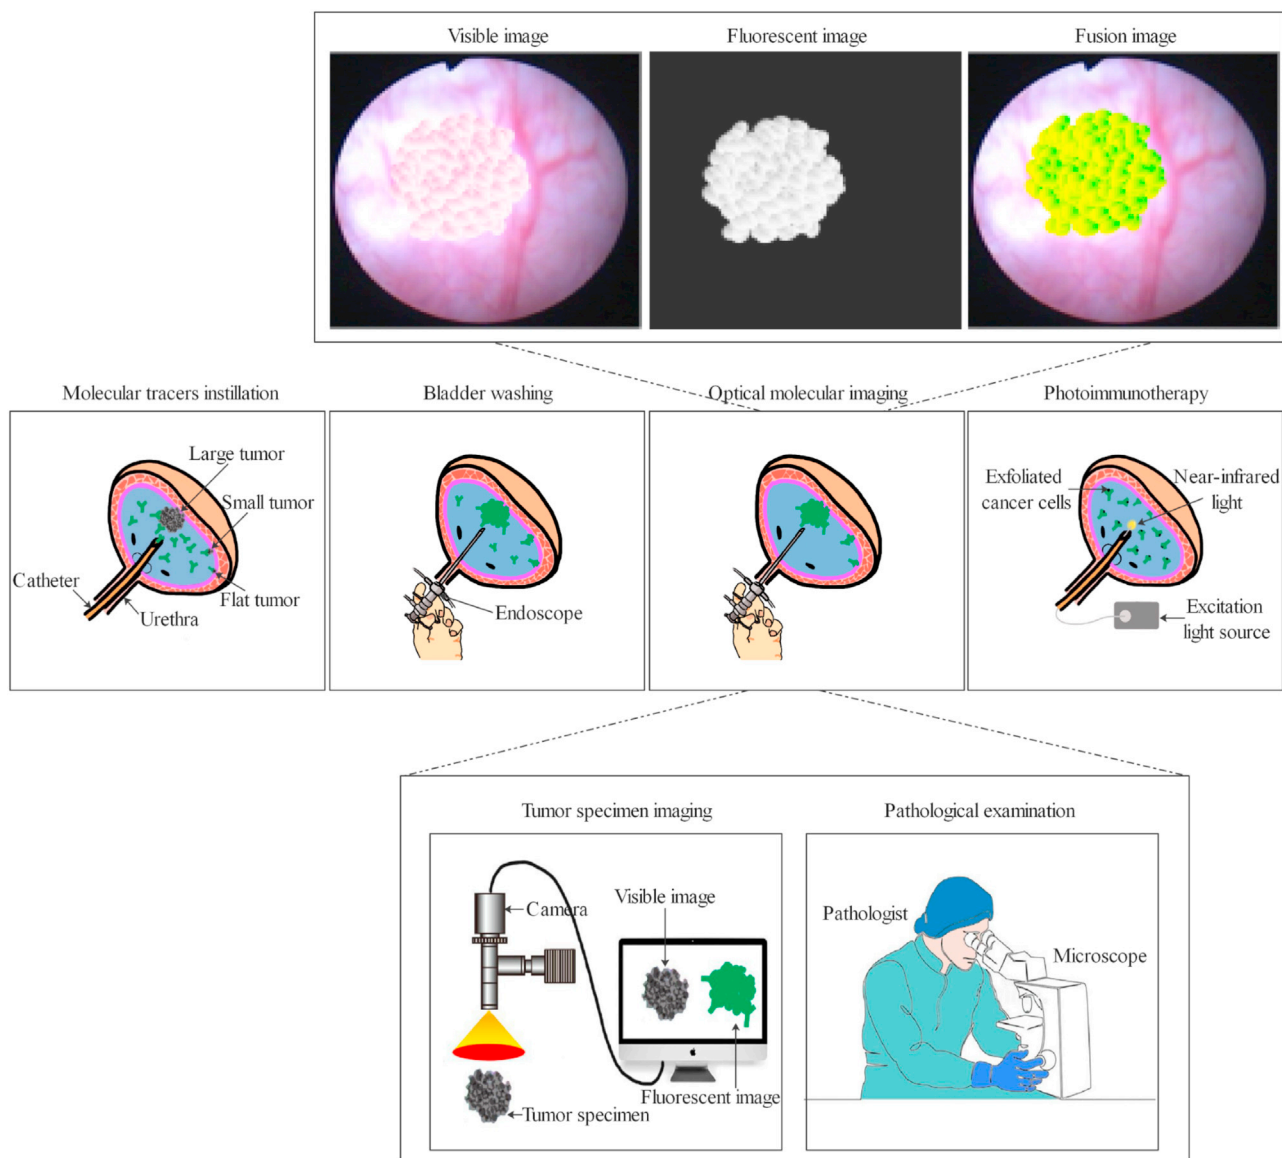 Visible image
Fluorescent image
Fusion image
Molecular tracers instillation
Bladder washing
Optical molecular imaging
Photoimmunotherapy
Large tumor
Small tumor
Flat tumor
Catheter
Urethra
Endoscope
Exfoliated
cancer cells
Near-infrared
light
Excitation
light source
Tumor specimen imaging
Pathological examination
Camera
Visible image
Fluorescent image
Tumor specimen
Pathologist
Microscope